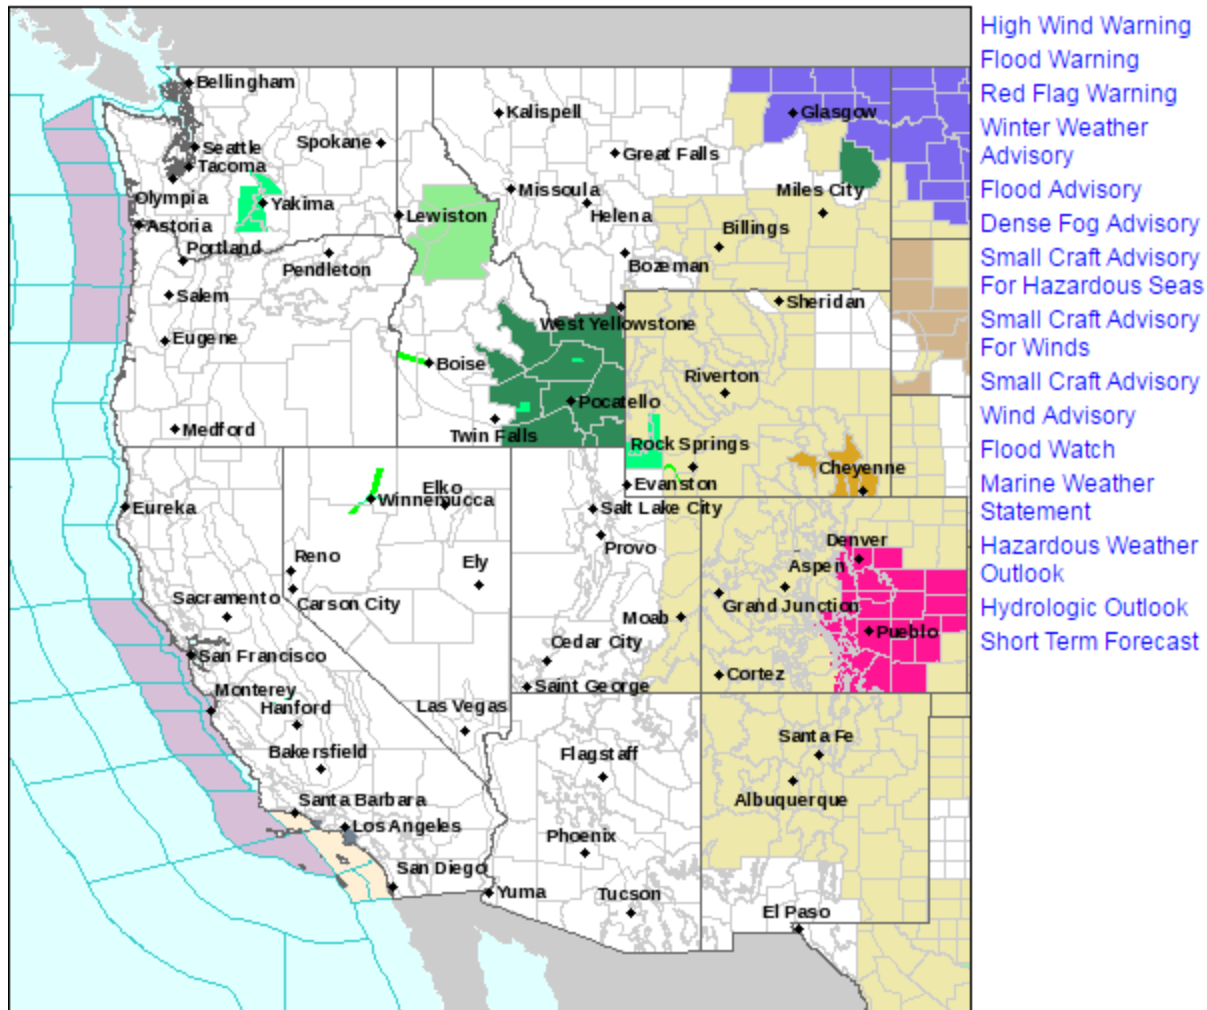 High Wind Warning
Flood Warning
Red Flag Warning
Winter Weather
Advisory
Flood Advisory
Dense Fog Advisory
Small Craft Advisory
For Hazardous Seas
Small Craft Advisory
For Winds
Small Craft Advisory
Wind Advisory
Flood Watch
Marine Weather
Statement
Hazardous Weather
Outlook
Hydrologic Outlook
Short Term Forecast
Bellingham
Kalispell
Glasgow
Seattle
Spokane
Great Falls
Tacoma
Olympia
Yakima
Missoula
Miles City
Lewiston
Helena
Astoria
Billings
Portland
Pendleton
Bozeman
Salem
Sheridan
West Yellowstone
Eugene
Boise
Riverton
Pocatello
Medford
Twin Falls
Rock Springs
Cheyenne
Evanston
Elko
Winnemucca
Eureka
Salt Lake City
Denver
Provo
Reno
Ely
Aspen
Sacramento
Carson City
Grand Junction
Moab
Pueblo
Cedar City
San Francisco
Cortez
Saint George
Monterey
Hanford
Las Vegas
Santa Fe
Bakersfield
Flagstaff
Albuquerque
Santa Barbara
Los Angeles
Phoenix
San Diego
Yuma
Tucson
El Paso